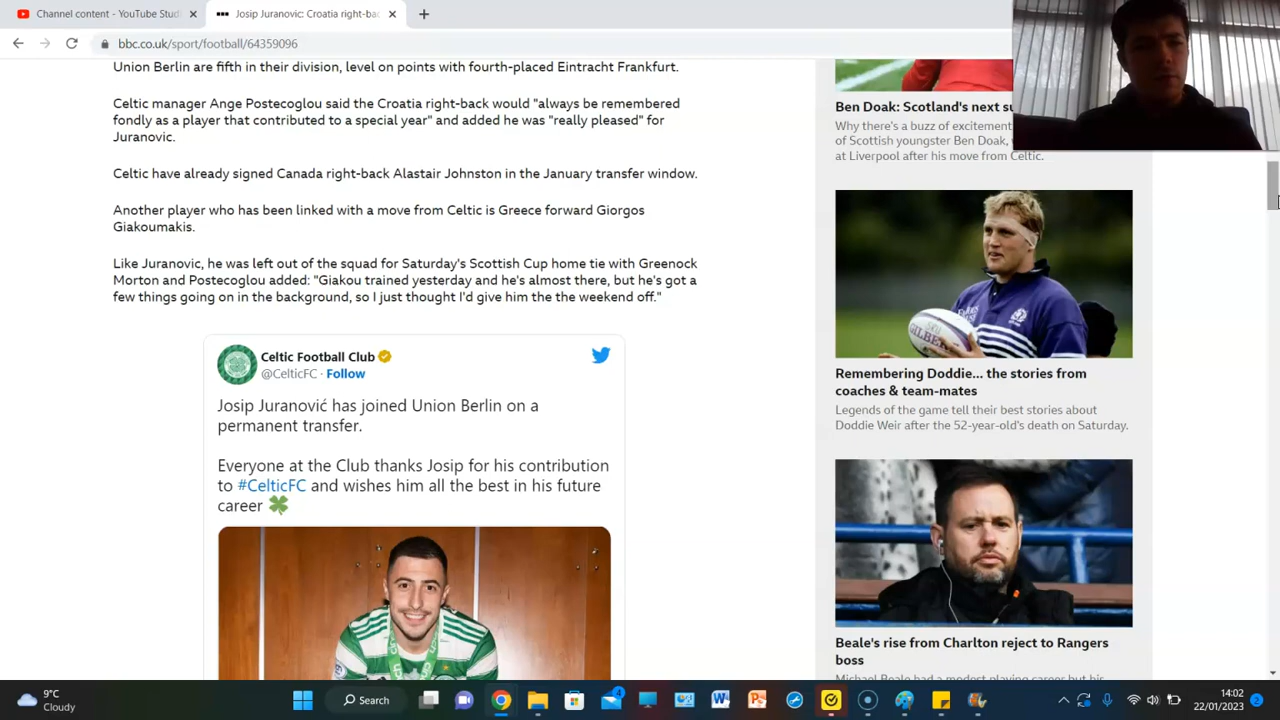 Channel content - YouTube Studi
Josip Juranovic: Croatia right-bac
bbc.co.uk/sport/football/64359096
Union Berlin are fifth in their division, level on points with fourth-placed Eintracht Frankfurt.
Celtic manager Ange Postecoglou said the Croatia right-back would "always be remembered
fondly as a player that contributed to a special year" and added he was "really pleased" for
Juranovic.
Celtic have already signed Canada right-back Alastair Johnston in the January transfer window.
Another player who has been linked with a move from Celtic is Greece forward Giorgos
Giakoumakis.
Like Juranovic, he was left out of the squad for Saturday's Scottish Cup home tie with Greenock
Morton and Postecoglou added: "Giakou trained yesterday and he's almost there, but he's got a
few things going on in the background, so I just thought I'd give him the the weekend off."
Celtic Football Club
@CelticFC · Follow
Josip Juranović has joined Union Berlin on a
permanent transfer.
Everyone at the Club thanks Josip for his contribution
to #CelticFC and wishes him all the best in his future
career
Ben Doak: Scotland's next su
Why there's a buzz of excitement
of Scottish youngster Ben Doak,
at Liverpool after his move from Celtic.
GILBERT
Remembering Doddie... the stories from
coaches & team-mates
Legends of the game tell their best stories about
Doddie Weir after the 52-year-old's death on Saturday.
Beale's rise from Charlton reject to Rangers
boss
Michael Beale had a modest playing career but his
9°C
Cloudy
Search
4
14:02
22/01/2023
2